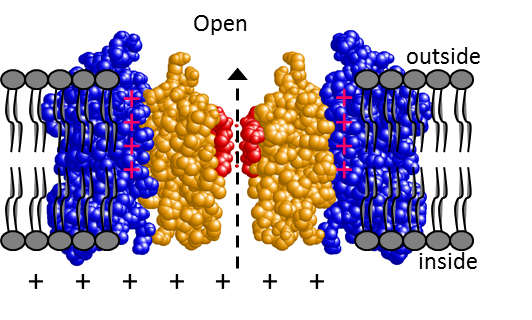 Open
outside
+ +
+ +
+ +
+ +
inside
+ + + + + + +